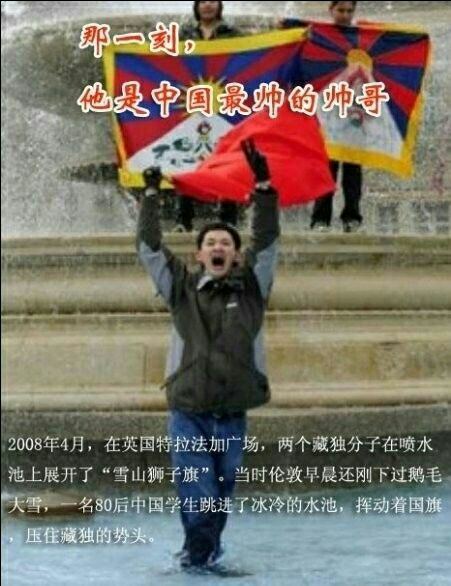 那一刻，
他是中国最帅的帅哥
2008年4月，在英国特拉法加广场，两个藏独分子在喷水
池上展开了“雪山狮子旗”。当时伦敦早晨还刚下过鹅毛
大雪，一名80后中国学生跳进了冰冷的水池，挥动着国旗
，压住藏独的势头。